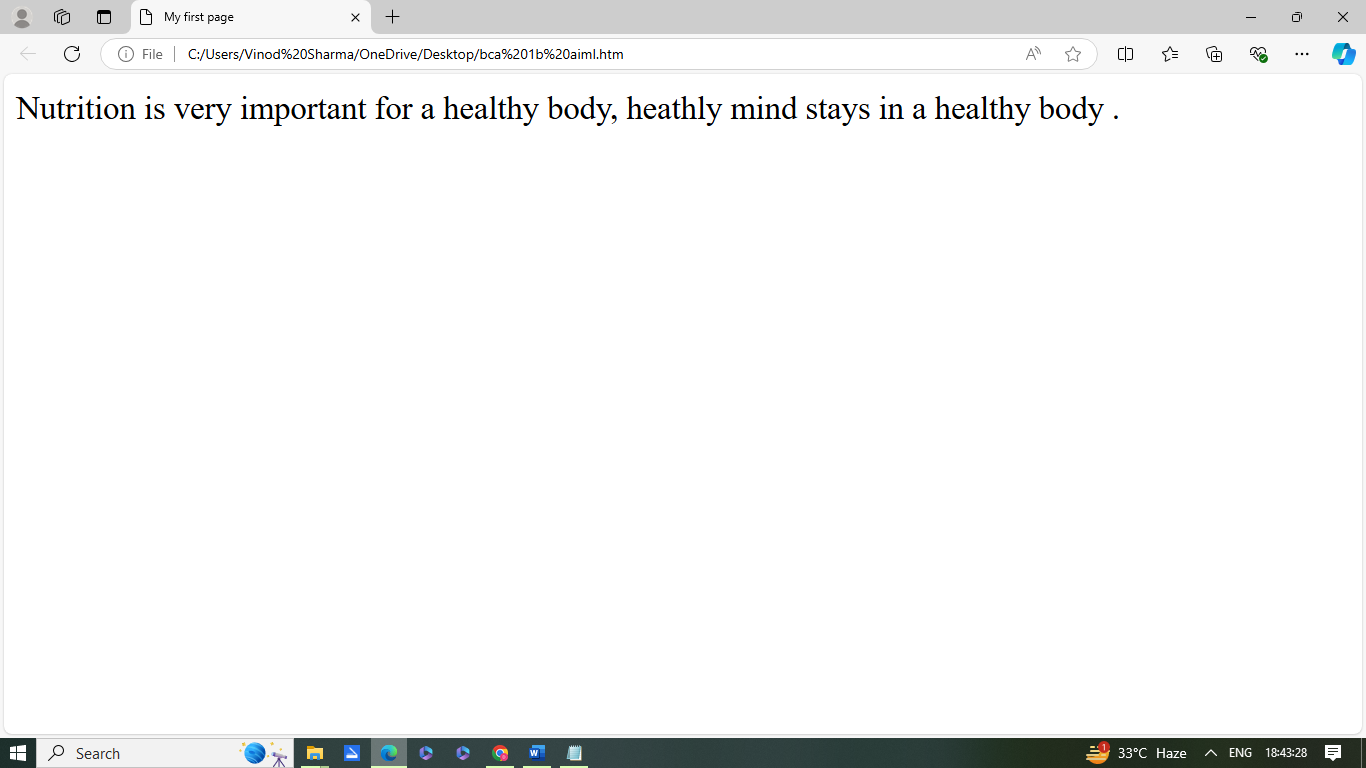 My first page
File C:/Users/Vinod%20Sharma/OneDrive/Desktop/bca%201b%20aiml.htm
Nutrition is very important for a healthy body, heathly mind stays in a healthy body .
Search 1 33°C Haze ENG 18:43:28